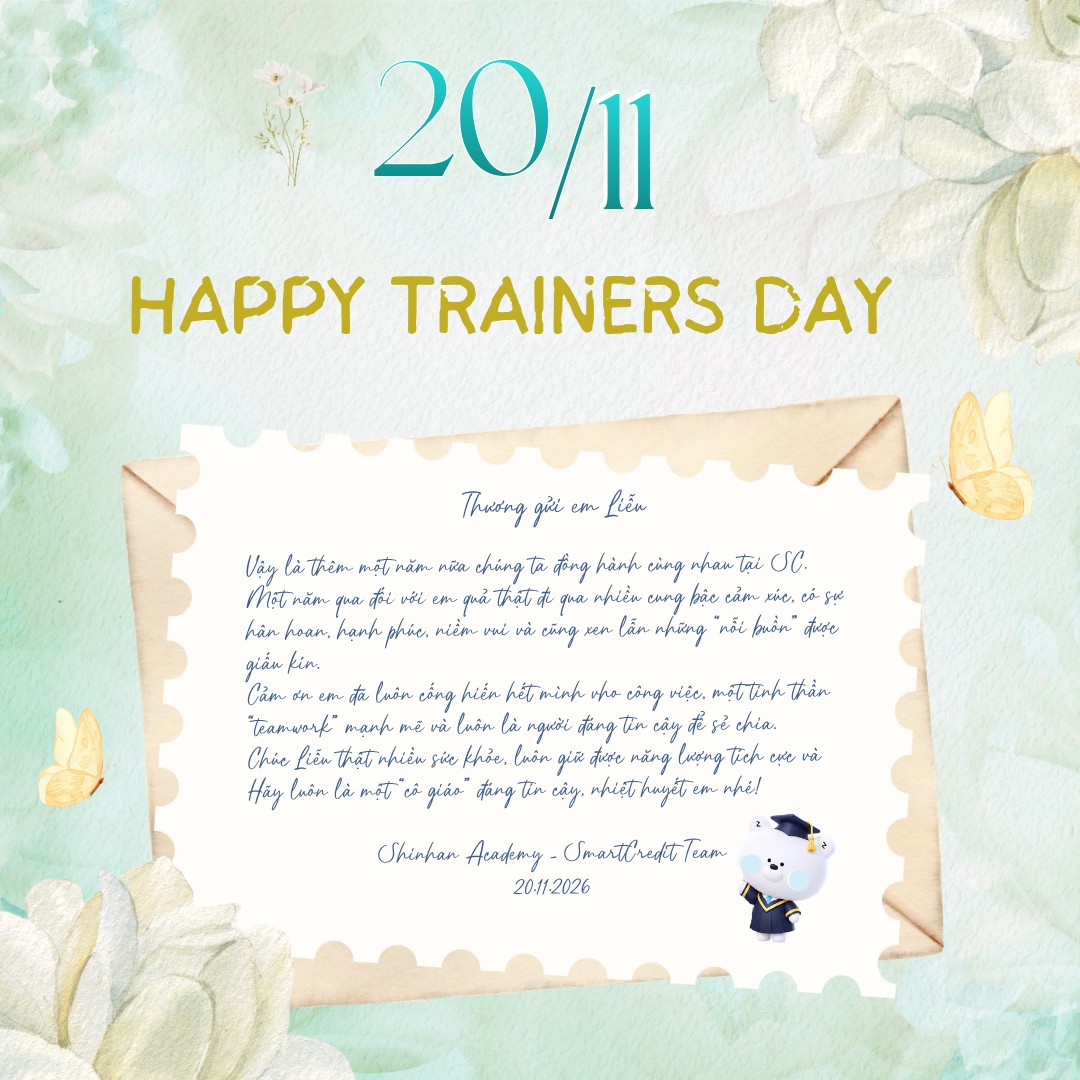 20/11
HAPPY TRAINERS DAY
Thương gửi em Liễu
Vậy là thêm một năm nữa chúng ta đồng hành cùng nhau tại SC.
Một năm qua đối với em quả thật đi qua nhiều cung bậc cảm xúc, có sự
hân hoan, hạnh phúc, niềm vui và cũng xen lẫn những “nỗi buồn” được
giấu kín.
Cảm ơn em đã luôn cống hiến hết mình vho công việc, một tinh thần
“teamwork” mạnh mẽ và luôn là người đáng tin cậy để sẻ chia.
Chúc Liễu thật nhiều sức khỏe, luôn giữ được năng lượng tích cực và
Hãy luôn là một “cô giáo” đáng tin cậy, nhiệt huyết em nhé!
Shinhan Academy - SmartCredit Team
20.11.2026
z
z